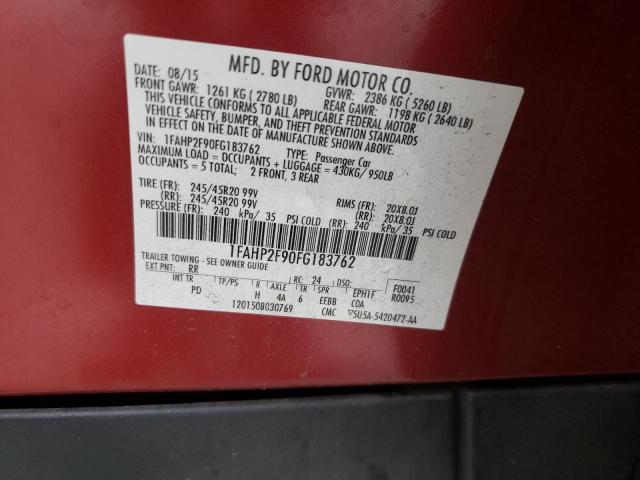 MFD. BY FORD MOTOR CO.
DATE: 08/15 GVWR: 2386 KG ( 5260 LB)
FRONT GAWR: 1261 KG ( 2780 LB) REAR GAWR: 1198 KG ( 2640 LB)
THIS VEHICLE CONFORMS TO ALL APPLICABLE FEDERAL MOTOR
VEHICLE SAFETY, BUMPER, AND THEFT PREVENTION STANDARDS
IN EFFECT ON THE DATE OF MANUFACTURE SHOWN ABOVE.
VIN: 1FAHP2F90FG183762 TYPE: Passenger Car
MAXIMUM LOAD = OCCUPANTS + LUGGAGE = 430KG/ 950LB
OCCUPANTS = 5 TOTAL; 2 FRONT, 3 REAR
TIRE (FR): 245/45R20 99V RIMS (FR): 20X8.0J
(RR): 245/45R20 99V (RR): 20X8.0J
PRESSURE (FR): 240 kPa/ 35 PSI COLD (RR): 240 kPa/ 35 PSI COLD
1FAHP2F90FG183762
TRAILER TOWING - SEE OWNER GUIDE
EXT PNT: RR RC: 24 DSO: F0041
INT TR TP/PS R AXLE TR SPR EPH1F R0095
PD H 4A 6 EEBB
120150B030769 CMC 5U5A-5420472-AA